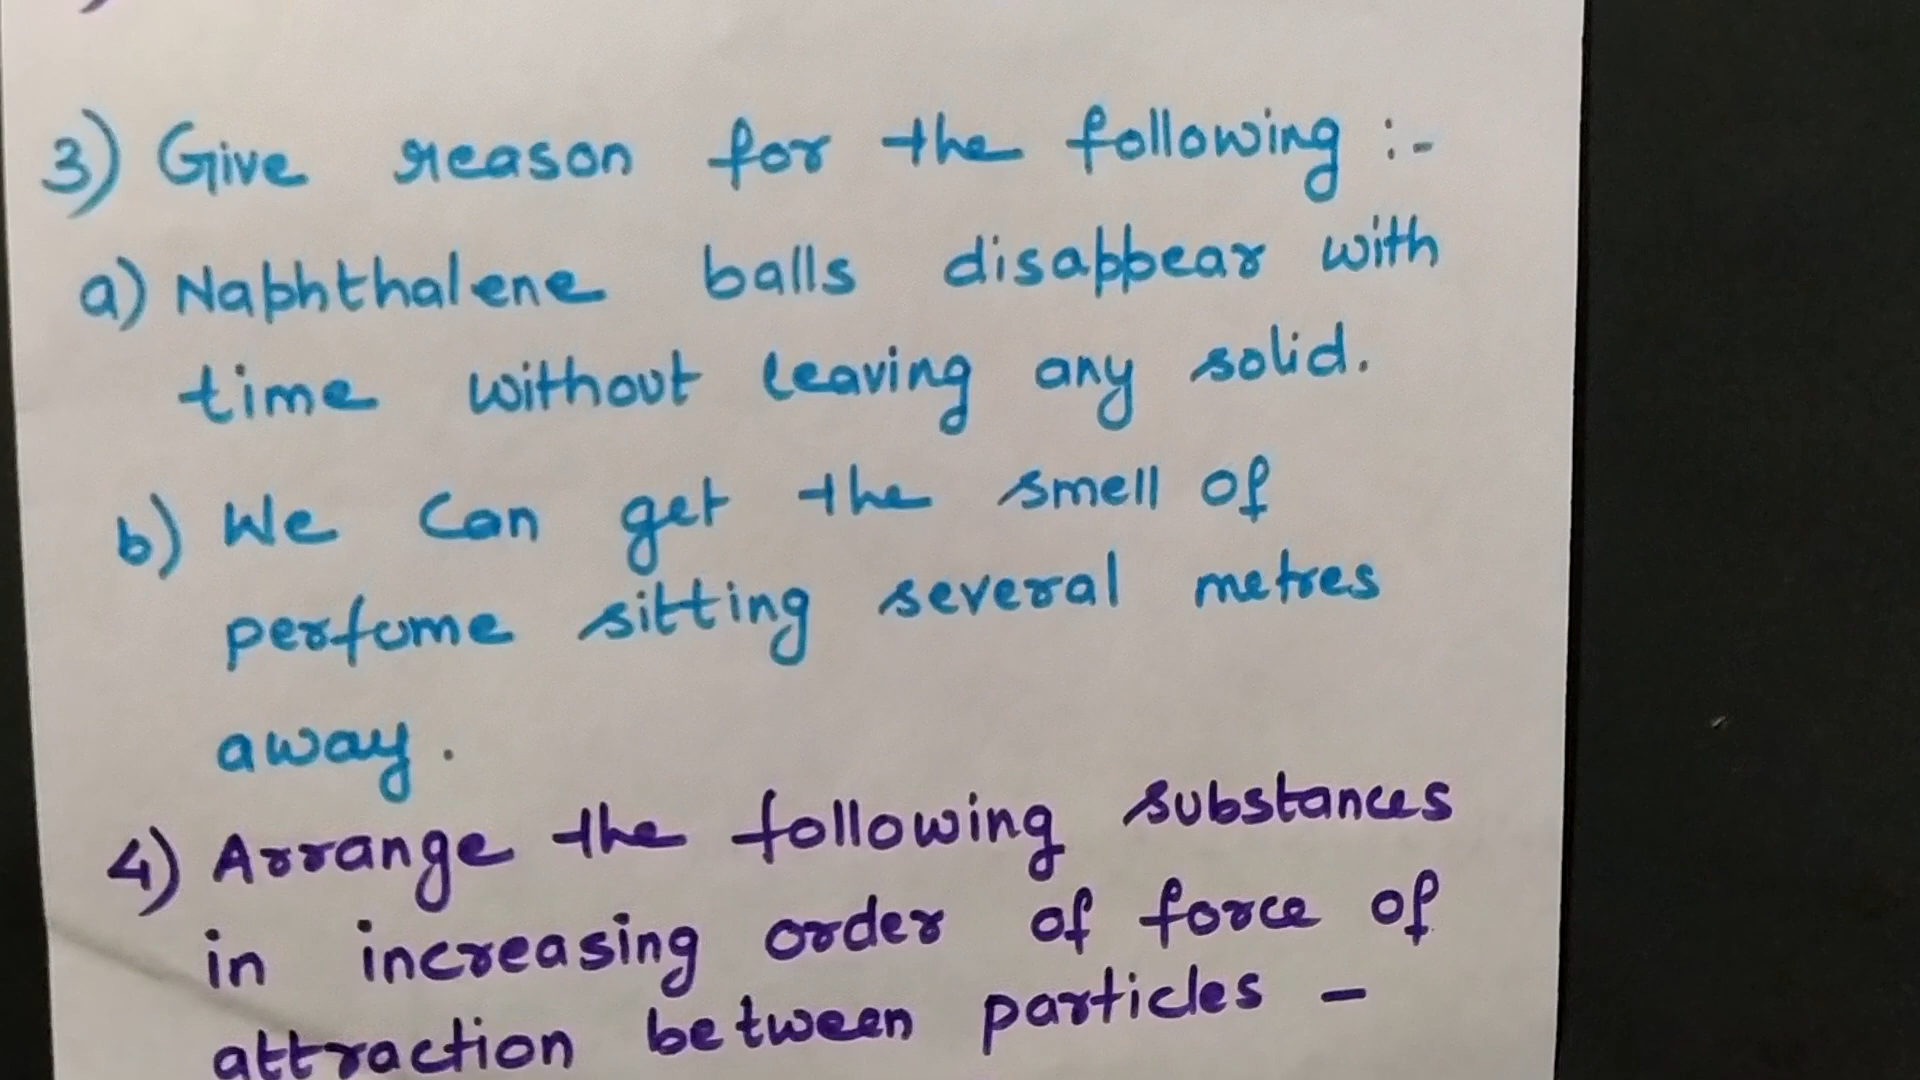 3) Give reason for the following :-
a) Naphthalene balls disappear with
time without leaving any solid.
b) We can get the smell of
perfume sitting several metres
away.
4) Arrange the following substances
in increasing order of force of
attraction between particles -